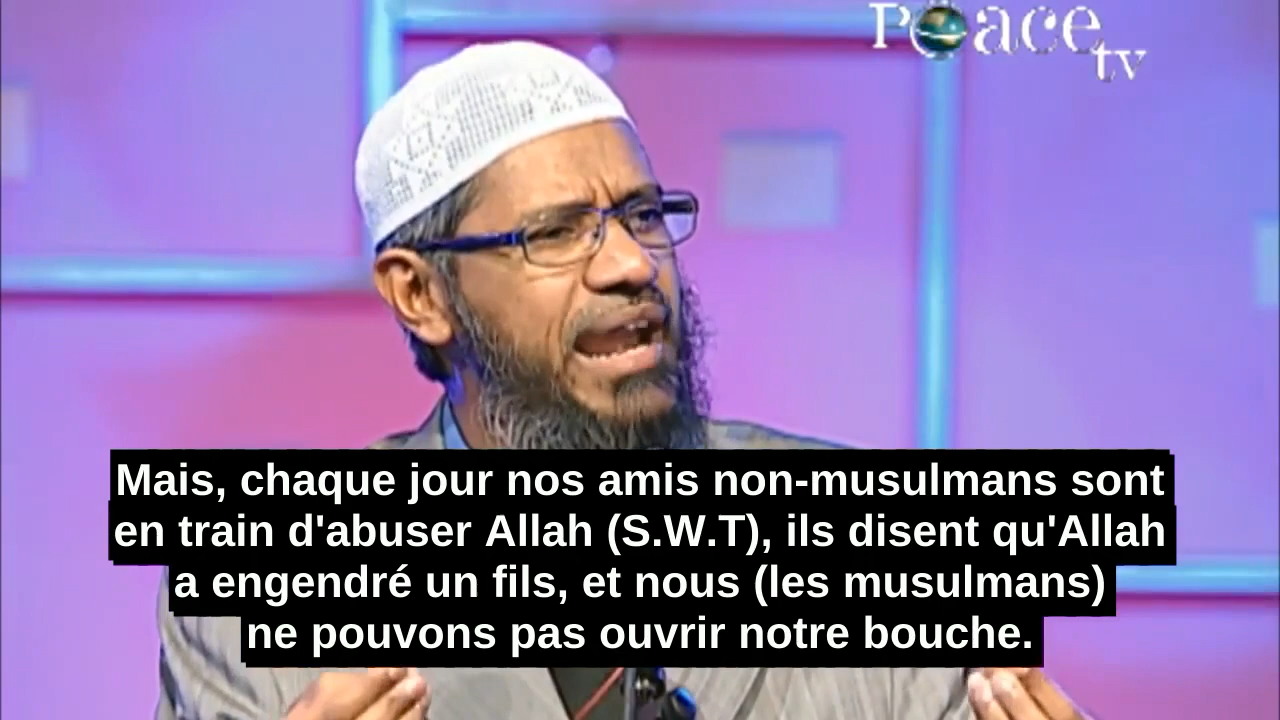 Peace
tv
Mais, chaque jour nos amis non-musulmans sont
en train d'abuser Allah (S.W.T), ils disent qu'Allah
a engendré un fils, et nous (les musulmans)
ne pouvons pas ouvrir notre bouche.